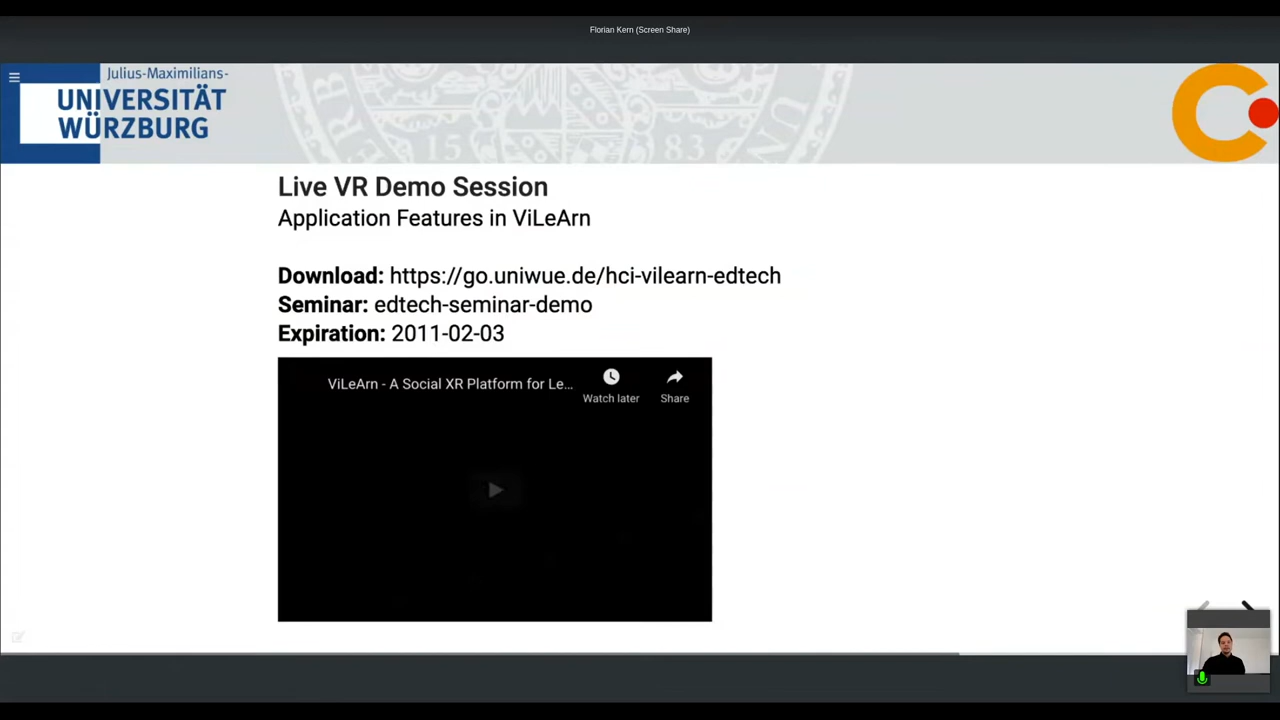 Florian Kern (Screen Share)
Julius-Maximilians-
UNIVERSITÄT
WÜRZBURG
15 83
Live VR Demo Session
Application Features in ViLeArn
Download: https://go.uniwue.de/hci-vilearn-edtech
Seminar: edtech-seminar-demo
Expiration: 2011-02-03
ViLeArn - A Social XR Platform for Le...
Watch later
Share